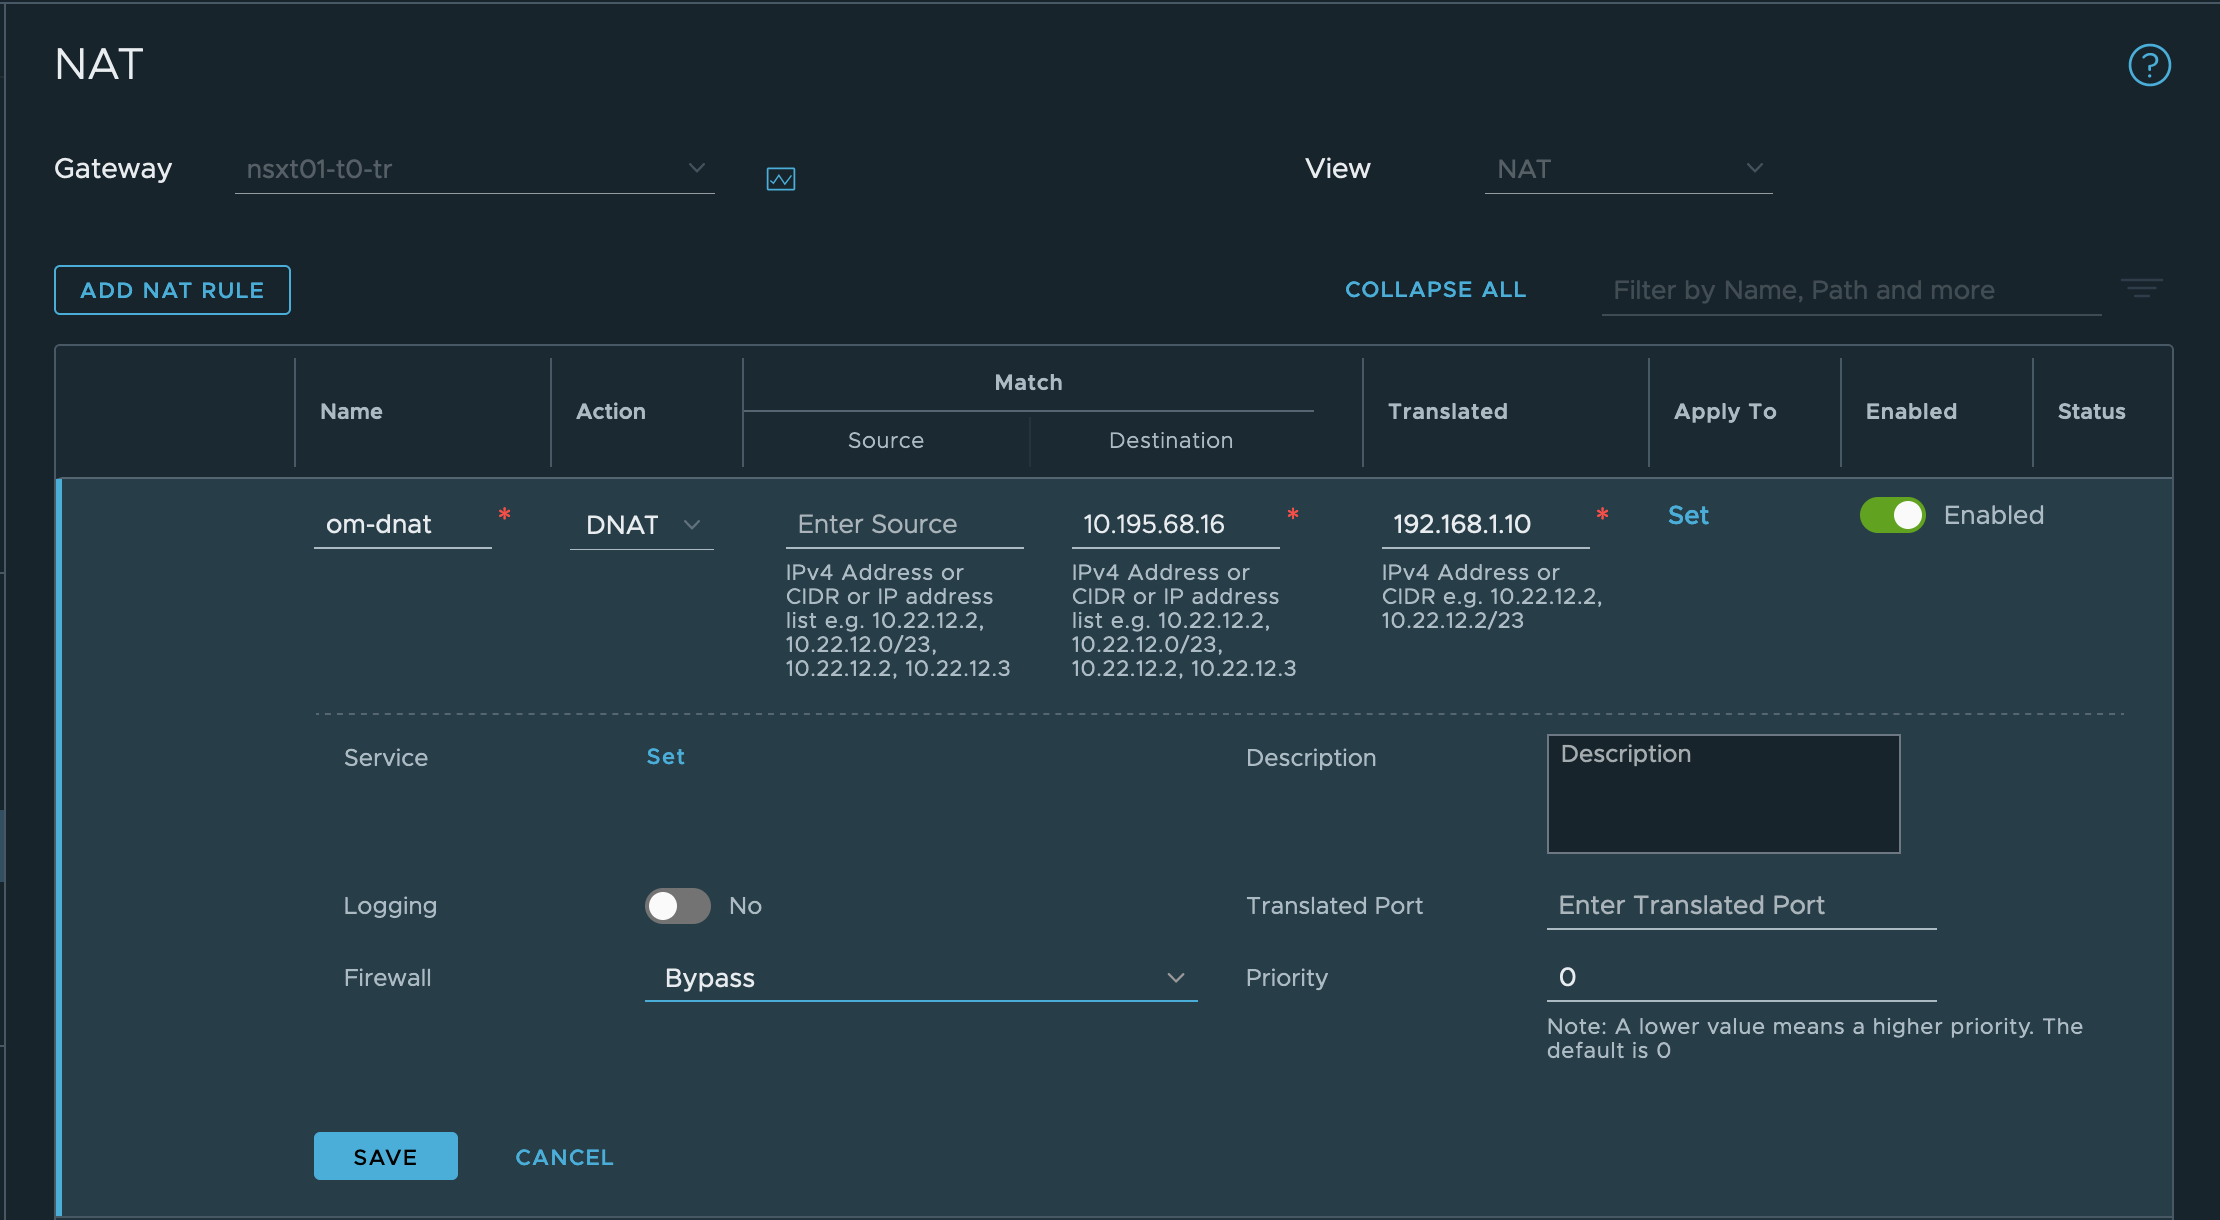 NAT
?
Gateway
nsxt01-t0-tr
View
NAT
ADD NAT RULE
COLLAPSE ALL
Filter by Name, Path and more
Name
Action
Match
Source
Destination
Translated
Apply To
Enabled
Status
om-dnat *
DNAT
Enter Source
IPv4 Address or
CIDR or IP address
list e.g. 10.22.12.2,
10.22.12.0/23,
10.22.12.2, 10.22.12.3
10.195.68.16 *
IPv4 Address or
CIDR or IP address
list e.g. 10.22.12.2,
10.22.12.0/23,
10.22.12.2, 10.22.12.3
192.168.1.10 *
IPv4 Address or
CIDR e.g. 10.22.12.2,
10.22.12.2/23
Set
Enabled
Service
Set
Description
Description
Logging
No
Translated Port
Enter Translated Port
Firewall
Bypass
Priority
0
Note: A lower value means a higher priority. The
default is 0
SAVE
CANCEL